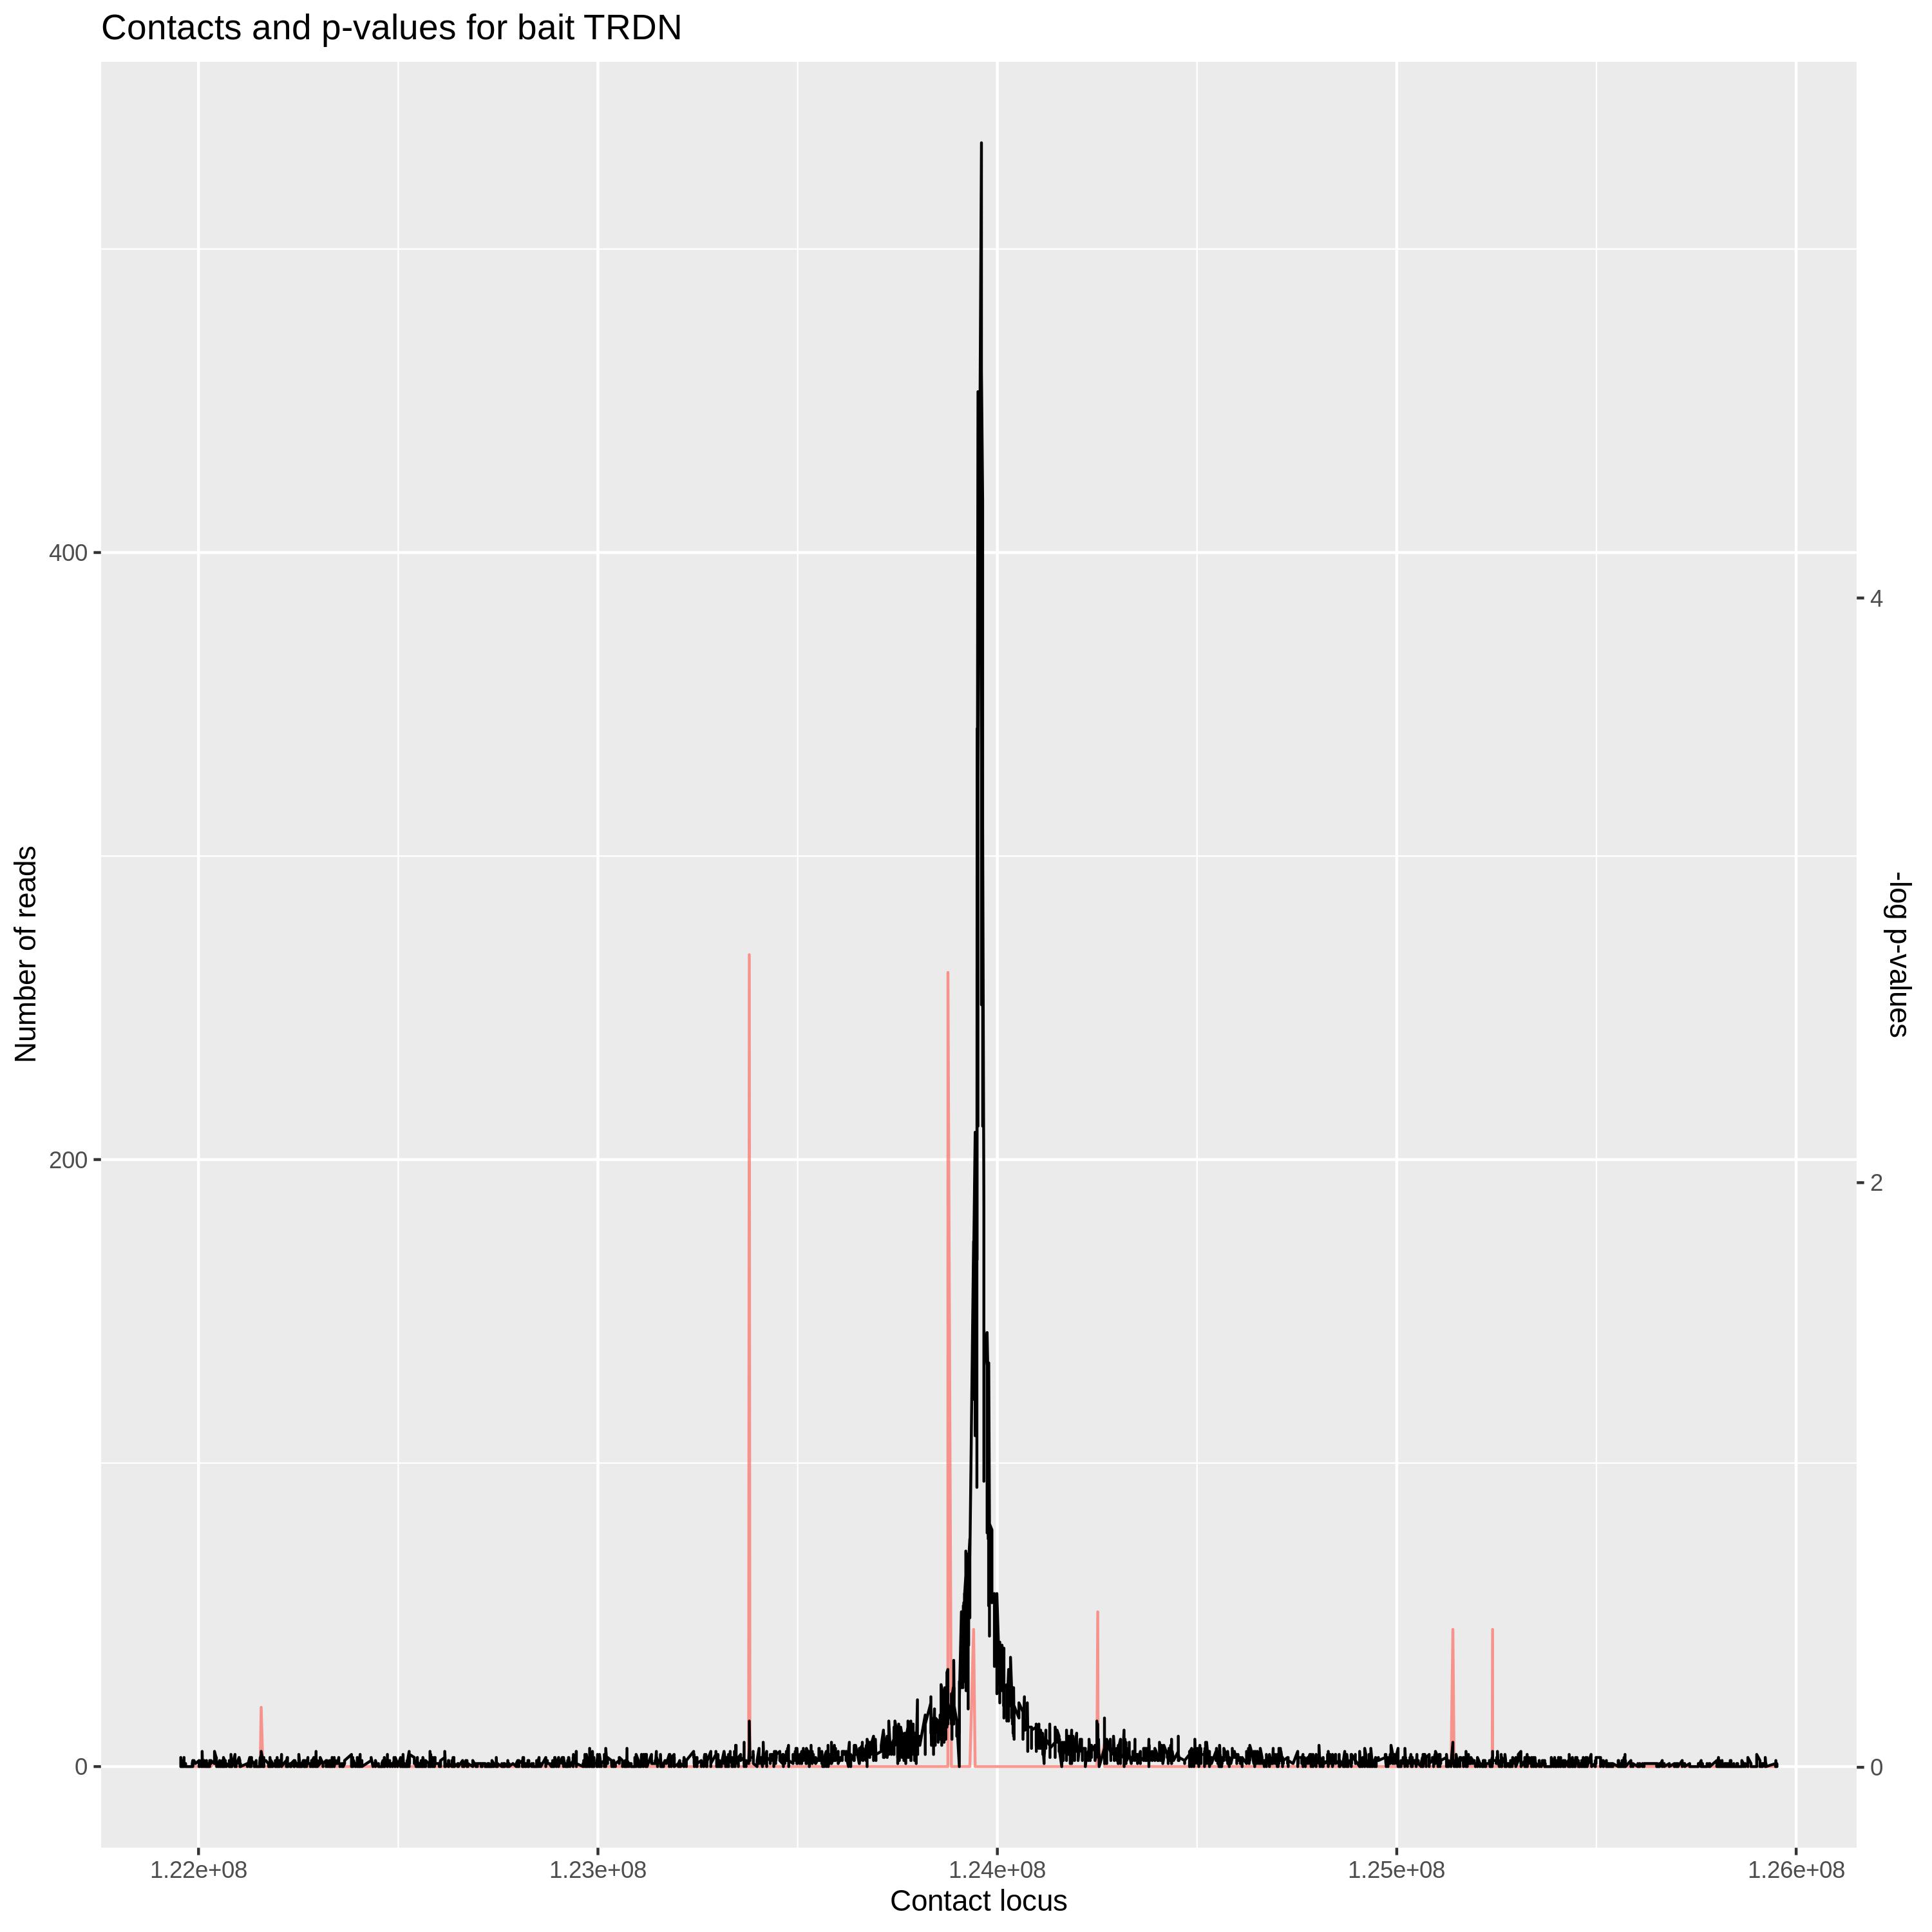 Contacts and p-values for bait TRDN
Number of reads
400
200
0
4
2
0
-log p-values
1.22e+08 1.23e+08 1.24e+08 1.25e+08 1.26e+08
Contact locus